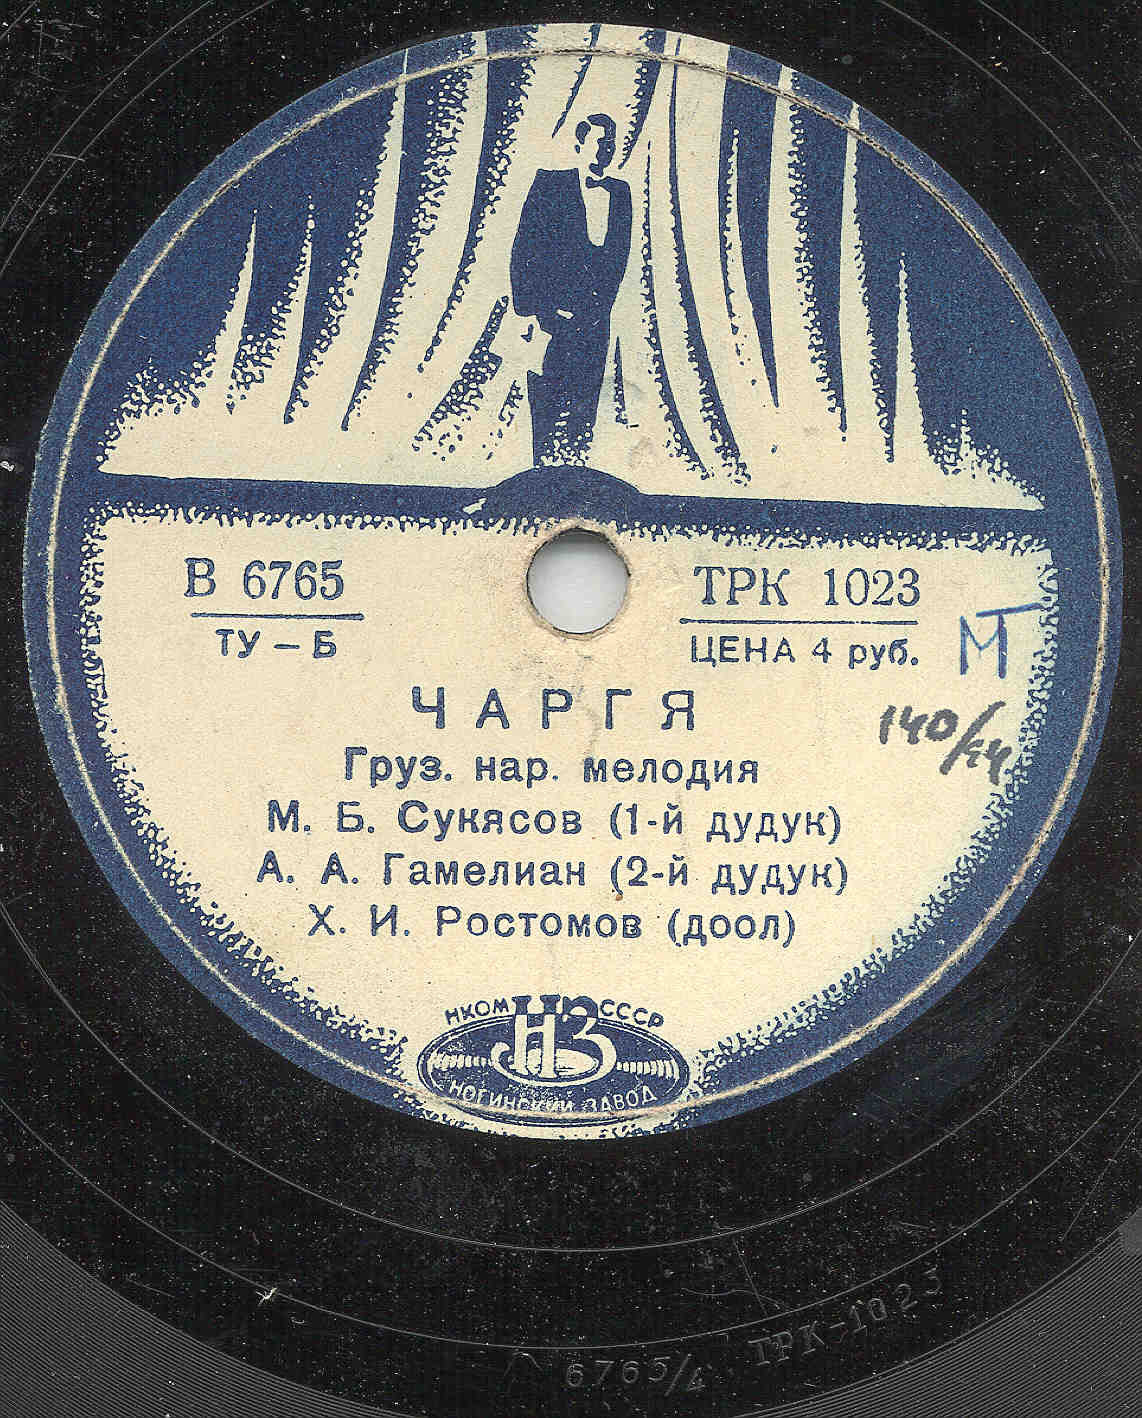 В 6765
ТУ – Б
ТРК 1023
ЦЕНА 4 руб.
МТ
ЧАРГЯ
140/44
Груз. нар. мелодия
М. Б. Сукясов (1-й дудук)
А. А. Гамелиан (2-й дудук)
Х. И. Ростомов (доол)
НКОМ НЗ СССР
НОГИНСКИЙ ЗАВОД
6765/4 ТРК-1023